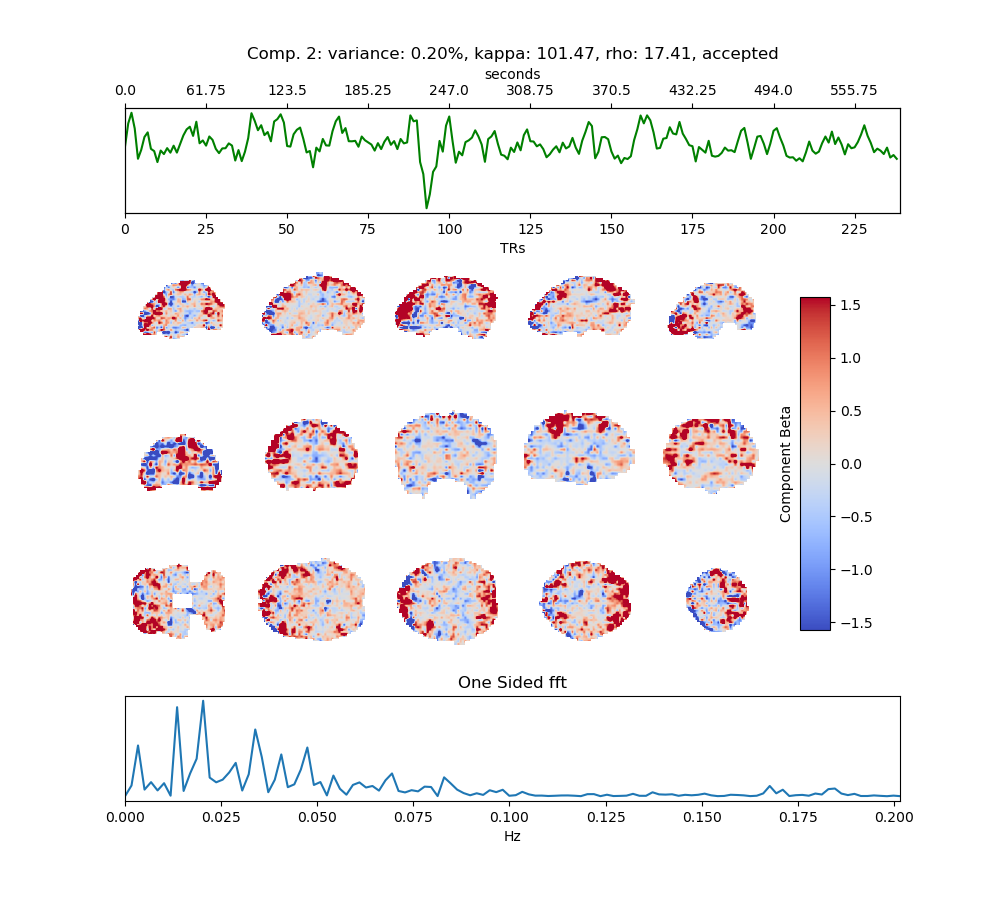 Comp. 2: variance: 0.20%, kappa: 101.47, rho: 17.41, accepted
seconds
0.0 61.75 123.5 185.25 247.0 308.75 370.5 432.25 494.0 555.75
0 25 50 75 100 125 150 175 200 225
TRs
1.5
1.0
0.5
0.0
−0.5
−1.0
−1.5
Component Beta
One Sided fft
0.000 0.025 0.050 0.075 0.100 0.125 0.150 0.175 0.200
Hz